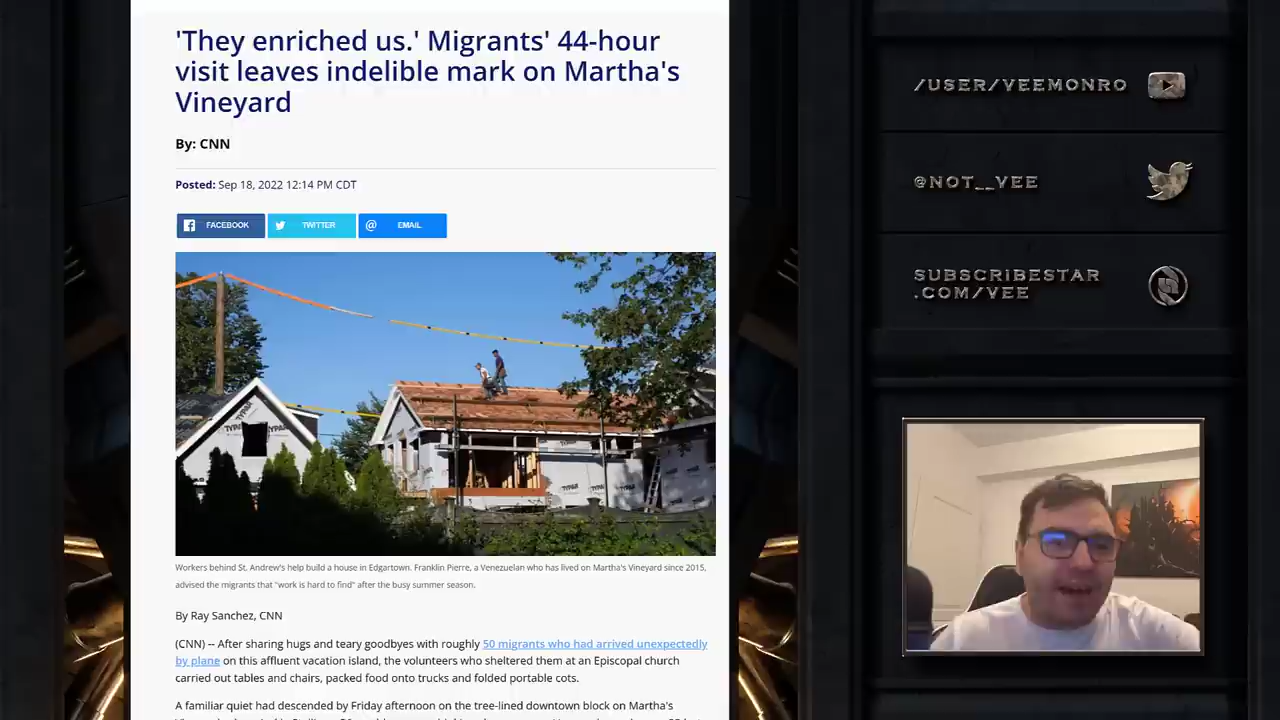 'They enriched us.' Migrants' 44-hour
visit leaves indelible mark on Martha's
Vineyard
By: CNN
Posted: Sep 18, 2022 12:14 PM CDT
FACEBOOK
TWITTER
@ EMAIL
TYPAR
TYPAR
Workers behind St. Andrew's help build a house in Edgartown. Franklin Pierre, a Venezuelan who has lived on Martha's Vineyard since 2015,
advised the migrants that "work is hard to find" after the busy summer season.
By Ray Sanchez, CNN
(CNN) -- After sharing hugs and teary goodbyes with roughly 50 migrants who had arrived unexpectedly
by plane on this affluent vacation island, the volunteers who sheltered them at an Episcopal church
carried out tables and chairs, packed food onto trucks and folded portable cots.
A familiar quiet had descended by Friday afternoon on the tree-lined downtown block on Martha's
/USER/VEEMONRO
@NOT__VEE
SUBSCRIBESTAR
.COM/VEE